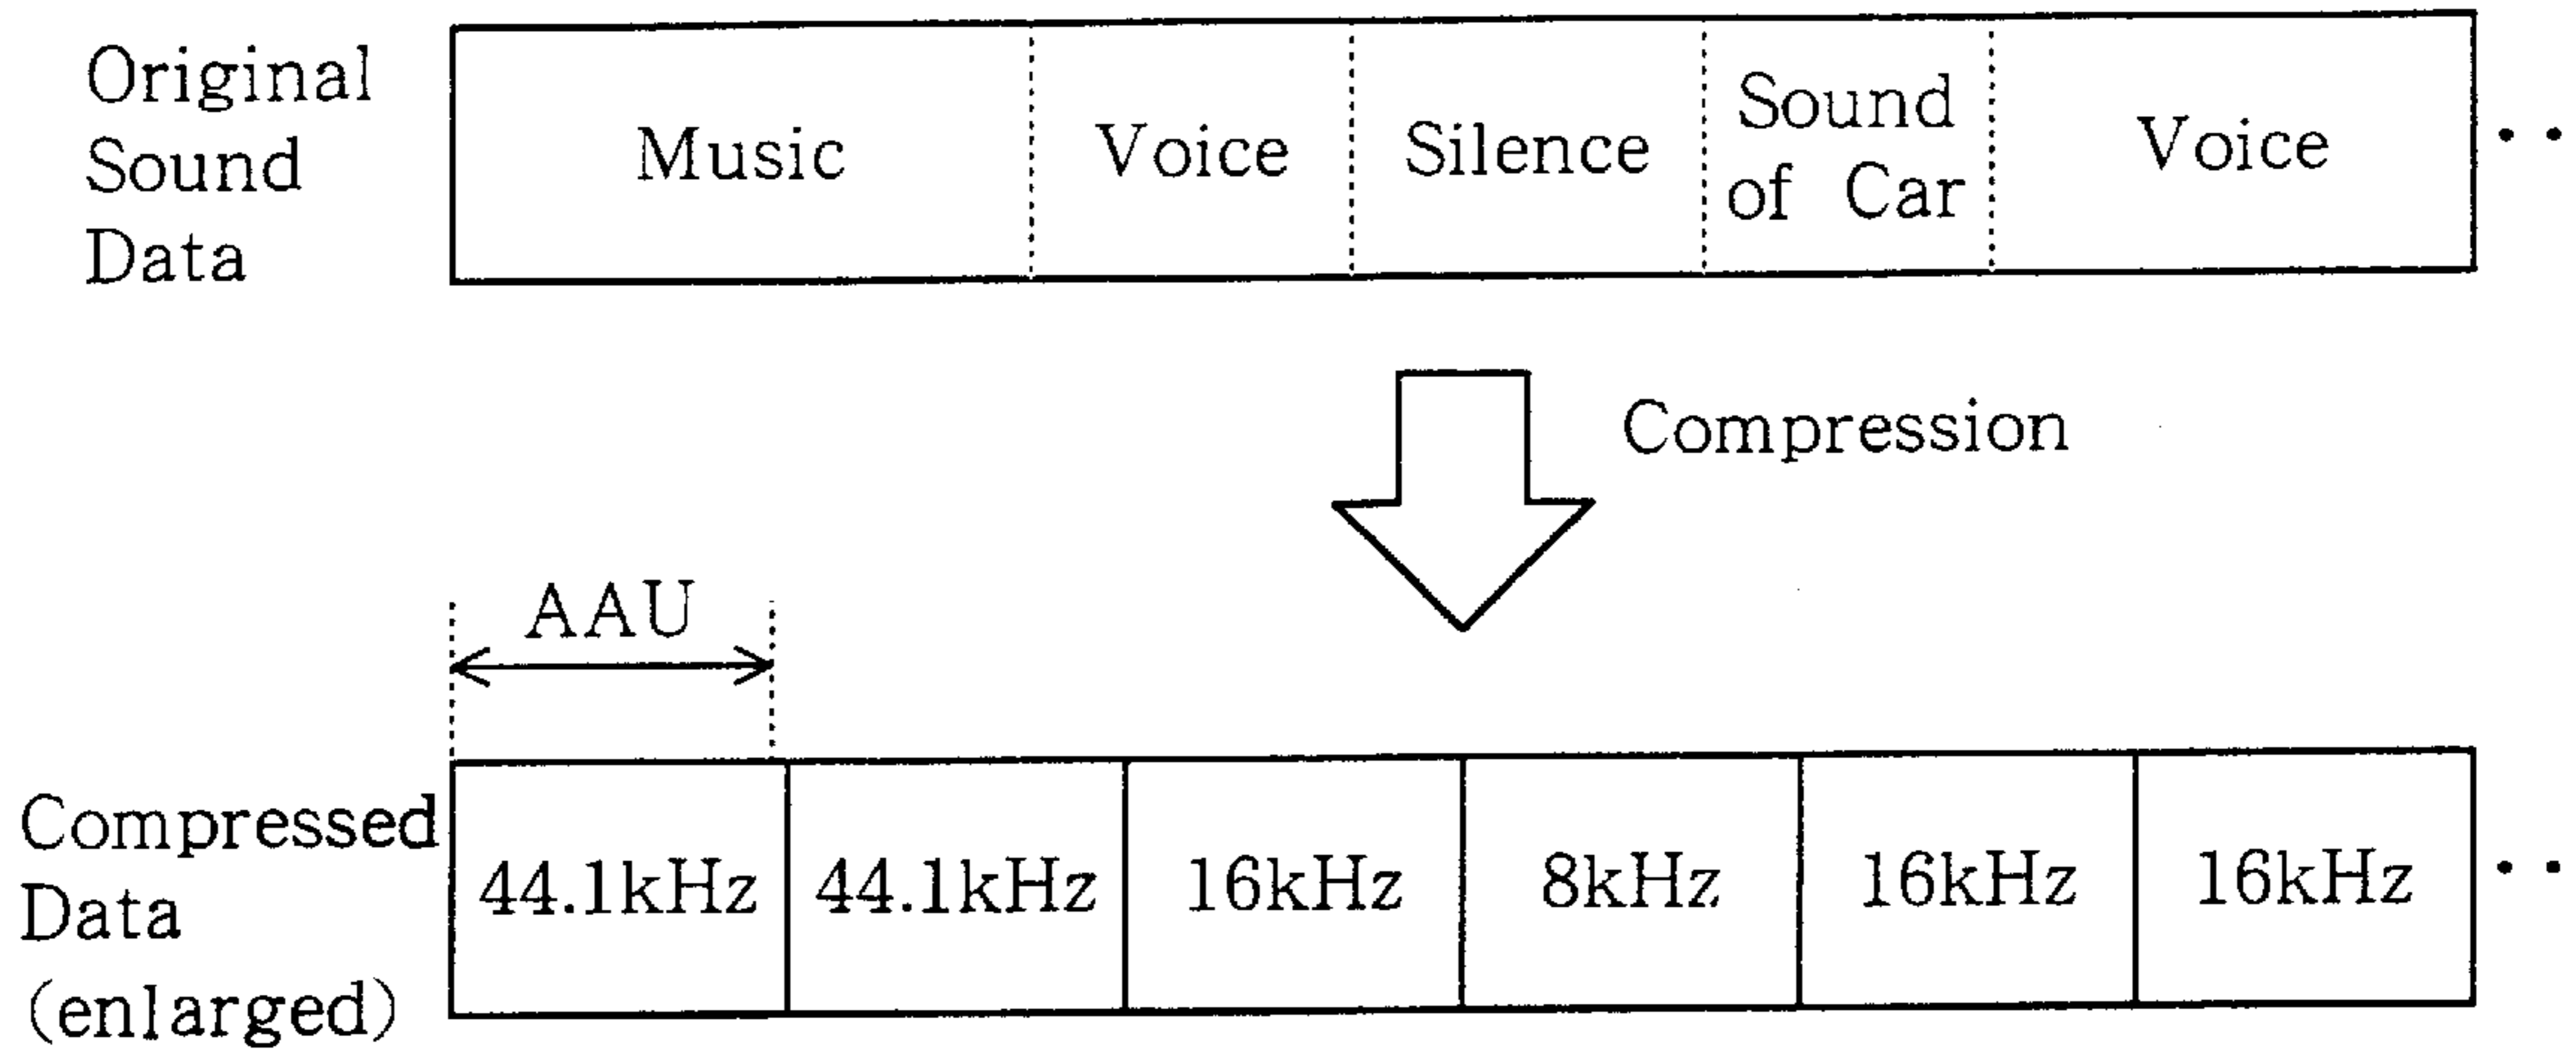 Original
Sound
Data
Music
Voice
Silence
Sound
of Car
Voice
Compression
AAU
Compressed
Data
(enlarged)
44.1kHz
44.1kHz
16kHz
8kHz
16kHz
16kHz